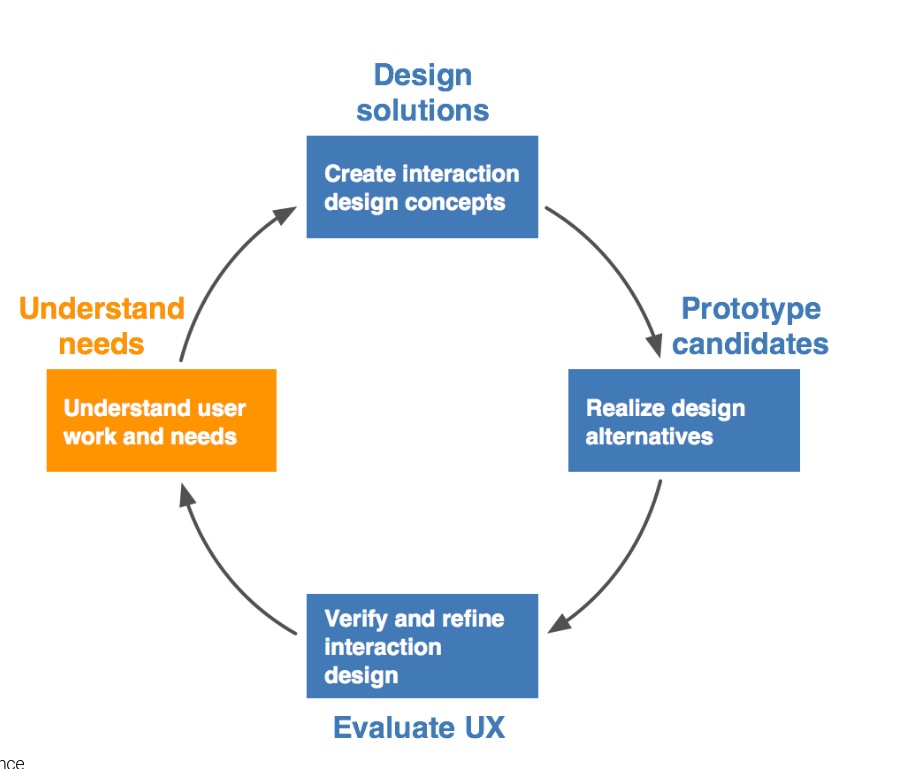 Design
solutions
Create interaction
design concepts
Understand
needs
Understand user
work and needs
Prototype
candidates
Realize design
alternatives
Verify and refine
interaction
design
Evaluate UX
nce